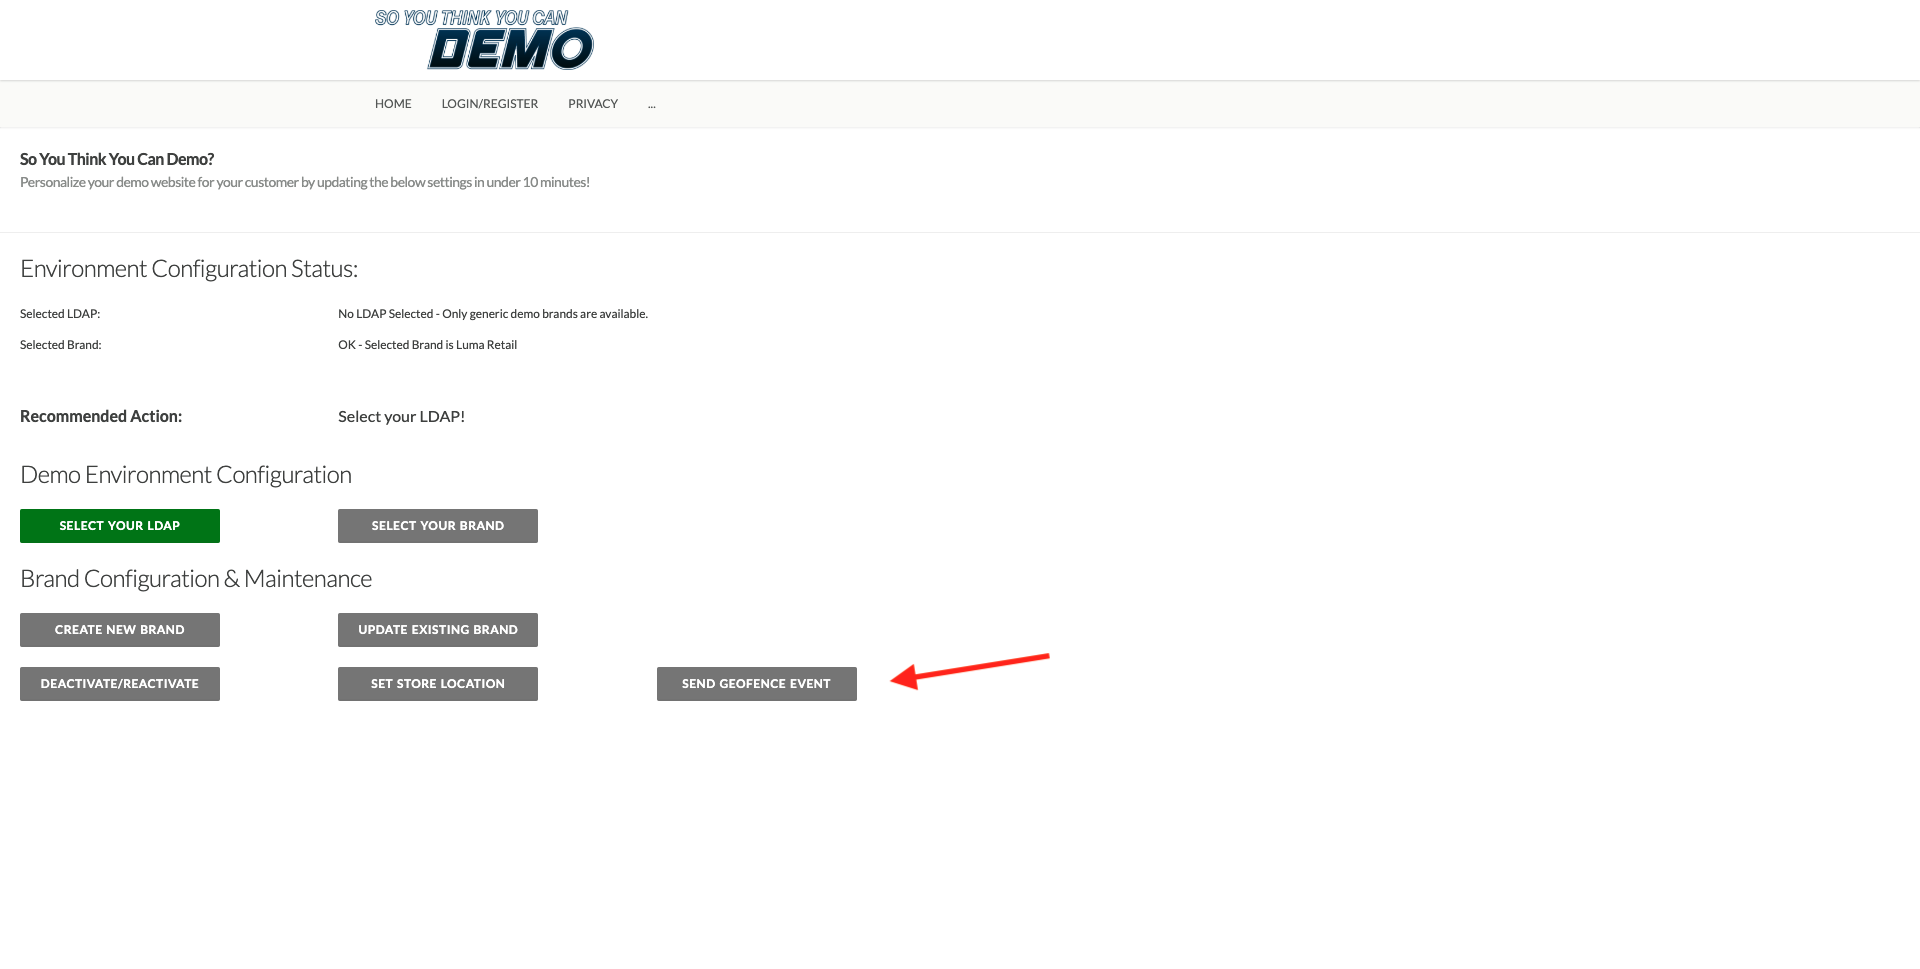 SO YOU THINK YOU CAN
DEMO
HOME LOGIN/REGISTER PRIVACY ...
So You Think You Can Demo?
Personalize your demo website for your customer by updating the below settings in under 10 minutes!
Environment Configuration Status:
Selected LDAP: No LDAP Selected - Only generic demo brands are available.
Selected Brand: OK - Selected Brand is Luma Retail
Recommended Action: Select your LDAP!
Demo Environment Configuration
SELECT YOUR LDAP SELECT YOUR BRAND
Brand Configuration & Maintenance
CREATE NEW BRAND UPDATE EXISTING BRAND
DEACTIVATE/REACTIVATE SET STORE LOCATION SEND GEOFENCE EVENT